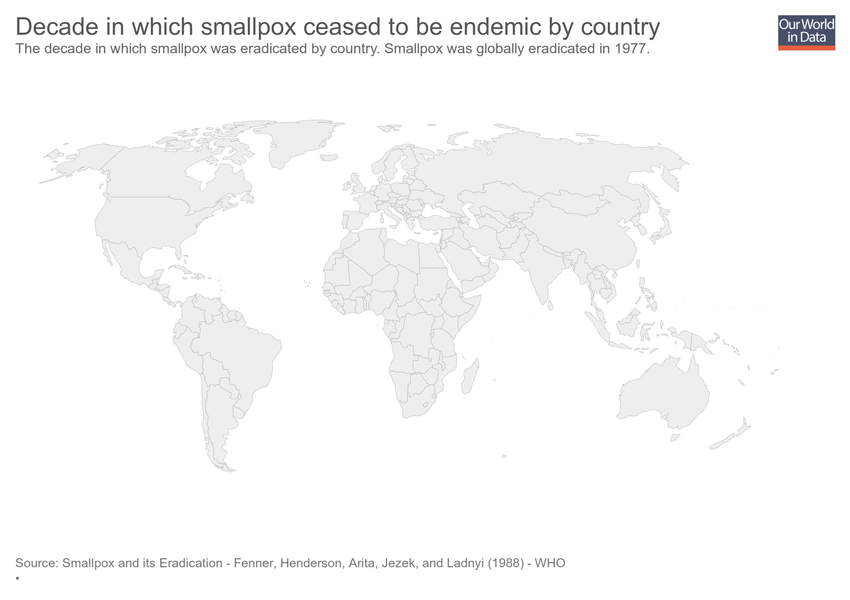 Decade in which smallpox ceased to be endemic by country
The decade in which smallpox was eradicated by country. Smallpox was globally eradicated in 1977.
Our World
in Data
Source: Smallpox and its Eradication - Fenner, Henderson, Arita, Jezek, and Ladnyi (1988) - WHO
•